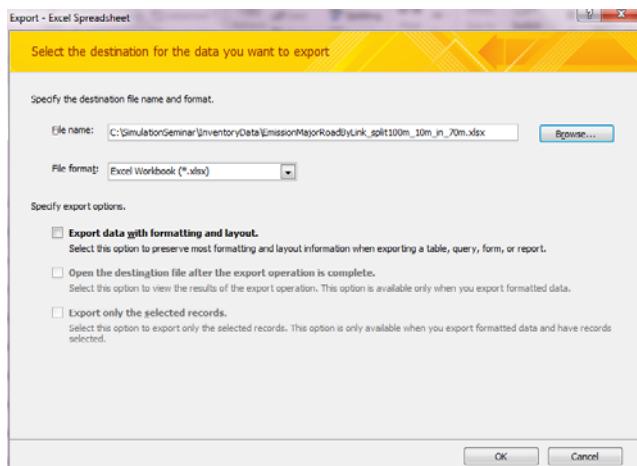 Export - Excel Spreadsheet
Select the destination for the data you want to export
Specify the destination file name and format.
File name: C:\SimulationSeminar\InventoryData\EmissionMajorRoadByLink_split100m_10m_in_70m.xlsx Browse...
File format: Excel Workbook (*.xlsx)
Specify export options.
Export data with formatting and layout.
Select this option to preserve most formatting and layout information when exporting a table, query, form, or report.
Open the destination file after the export operation is complete.
Select this option to view the results of the export operation. This option is available only when you export formatted data.
Export only the selected records.
Select this option to export only the selected records. This option is only available when you export formatted data and have records
selected.
OK Cancel